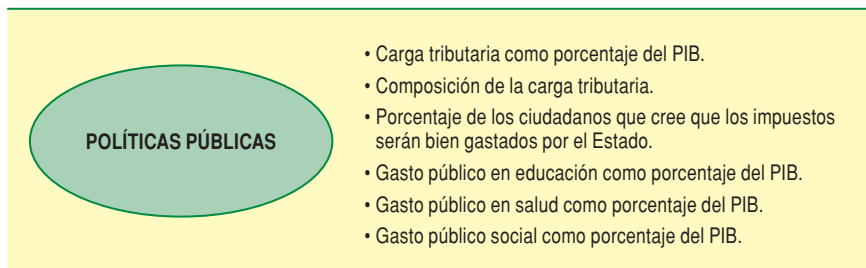 POLÍTICAS PÚBLICAS
• Carga tributaria como porcentaje del PIB.
• Composición de la carga tributaria.
• Porcentaje de los ciudadanos que cree que los impuestos
serán bien gastados por el Estado.
• Gasto público en educación como porcentaje del PIB.
• Gasto público en salud como porcentaje del PIB.
• Gasto público social como porcentaje del PIB.